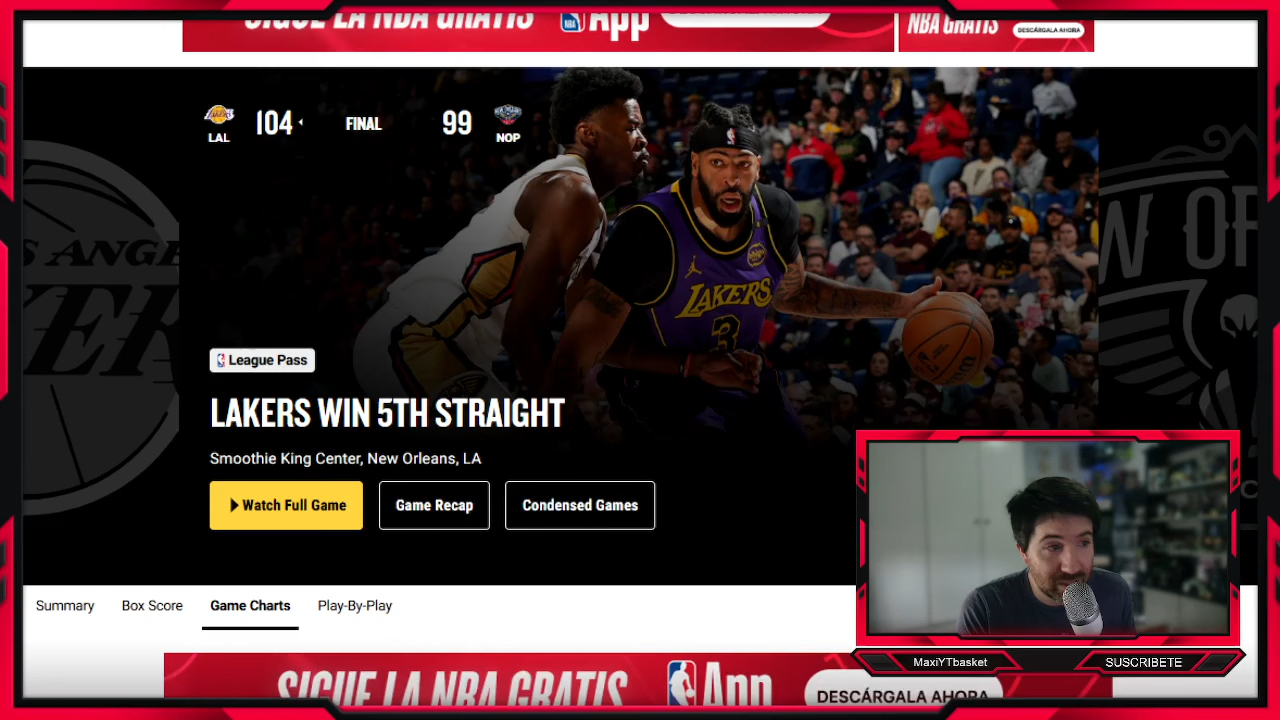 SIGUE LA NBA GRATIS
App
NBA GRATIS
DESCÁRGALA AHORA
LAL
104
FINAL
99
NOP
LAKERS
3
League Pass
LAKERS WIN 5TH STRAIGHT
Smoothie King Center, New Orleans, LA
Watch Full Game
Game Recap
Condensed Games
Summary
Box Score
Game Charts
Play-By-Play
MaxiYTbasket
SUSCRIBETE
SIGUE LA NBA GRATIS
App
DESCÁRGALA AHORA